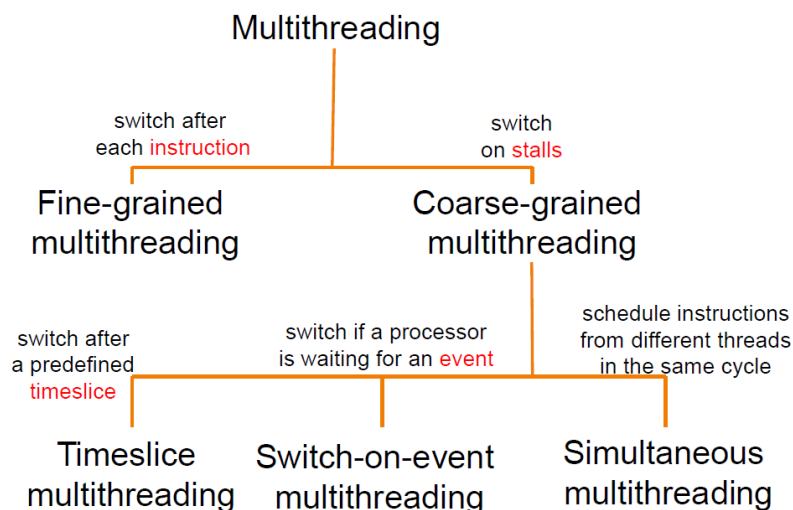 Multithreading
switch after
each instruction
switch
on stalls
Fine-grained
multithreading
Coarse-grained
multithreading
switch after
a predefined
timeslice
switch if a processor
is waiting for an event
schedule instructions
from different threads
in the same cycle
Timeslice
multithreading
Switch-on-event
multithreading
Simultaneous
multithreading